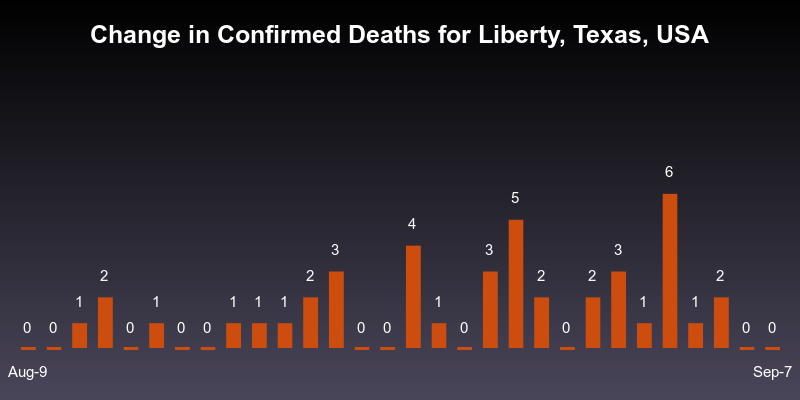 Change in Confirmed Deaths for Liberty, Texas, USA
0 0 1 2 0 1 0 0 1 1 1 2 3 0 0 4 1 0 3 5 2 0 2 3 1 6 1 2 0 0
Aug-9 Sep-7